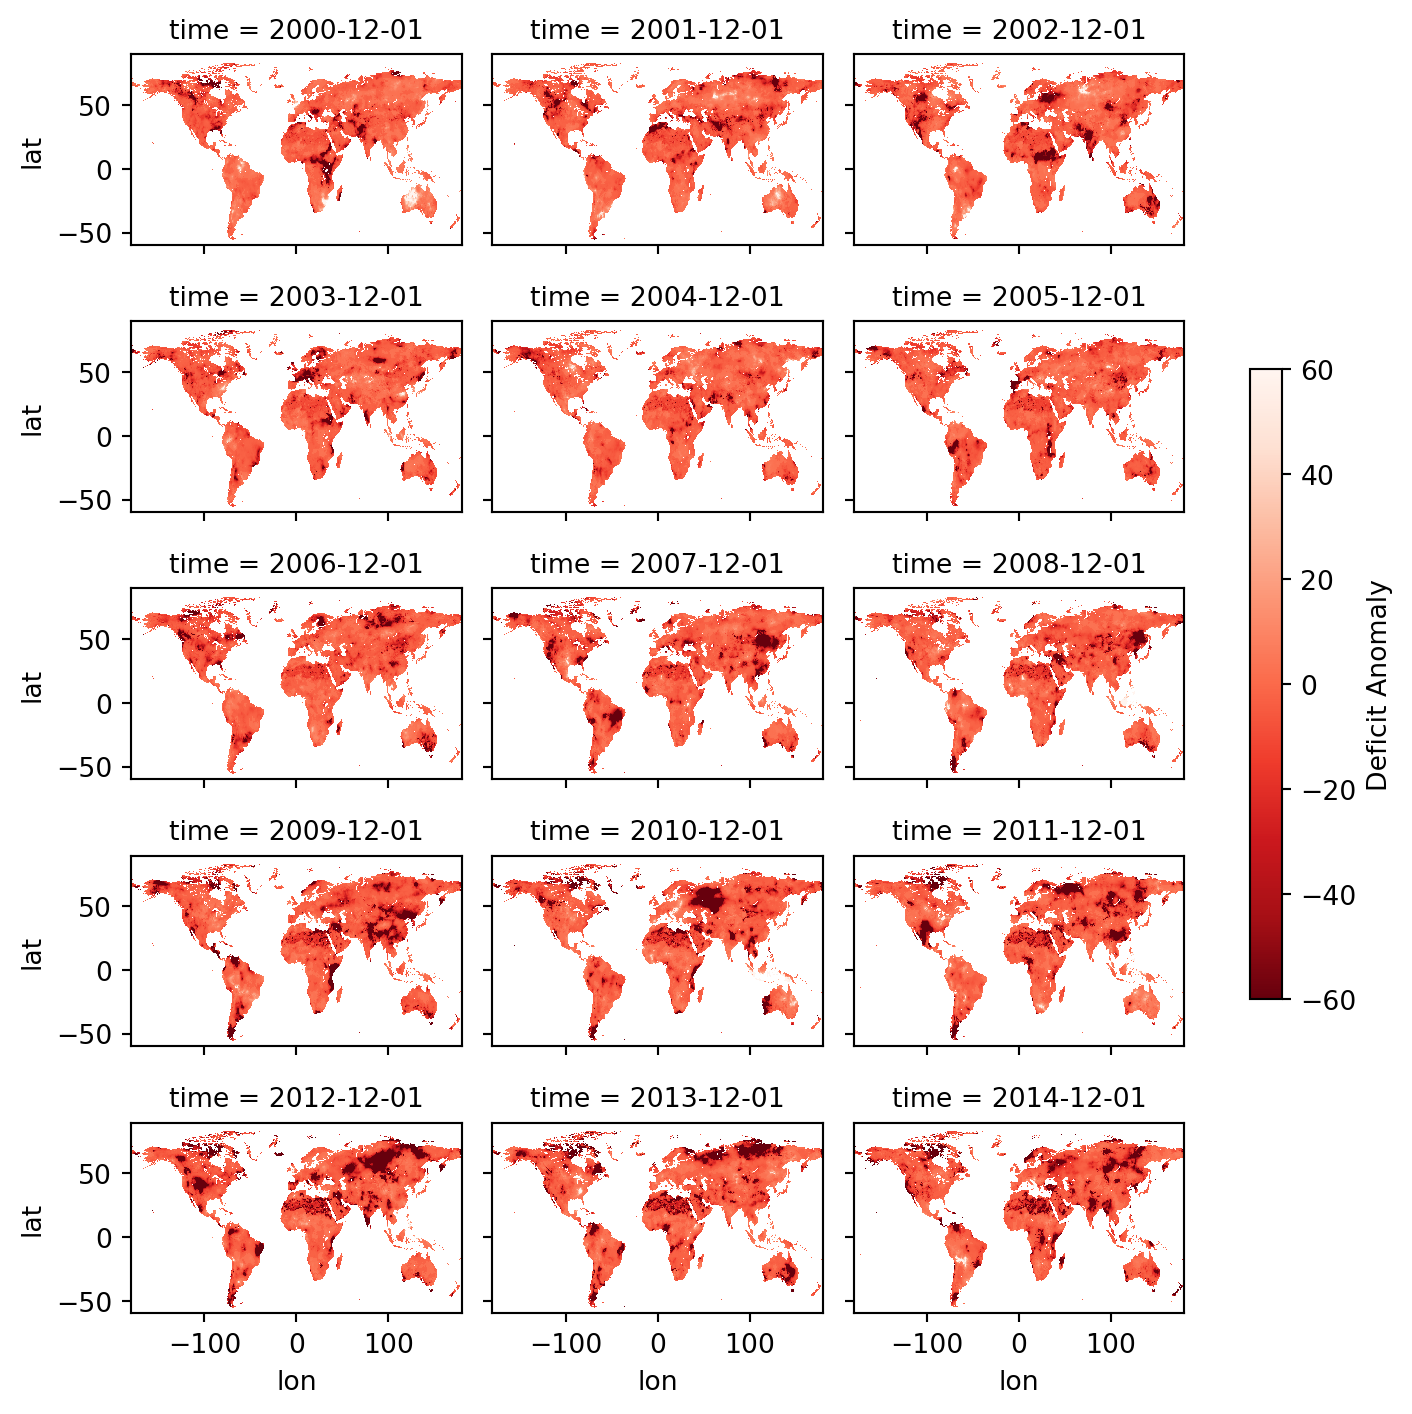 time = 2000-12-01 time = 2001-12-01 time = 2002-12-01
50
0
−50
lat
time = 2003-12-01 time = 2004-12-01 time = 2005-12-01
50
0
−50
lat
time = 2006-12-01 time = 2007-12-01 time = 2008-12-01
50
0
−50
lat
time = 2009-12-01 time = 2010-12-01 time = 2011-12-01
50
0
−50
lat
time = 2012-12-01 time = 2013-12-01 time = 2014-12-01
50
0
−50
lat
−100 0 100 −100 0 100 −100 0 100
lon lon lon
60
40
20
0
−20
−40
−60
Deficit Anomaly